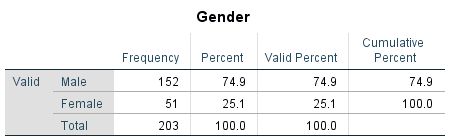 Gender
Frequency Percent Valid Percent Cumulative Percent
Valid Male 152 74.9 74.9 74.9
Female 51 25.1 25.1 100.0
Total 203 100.0 100.0